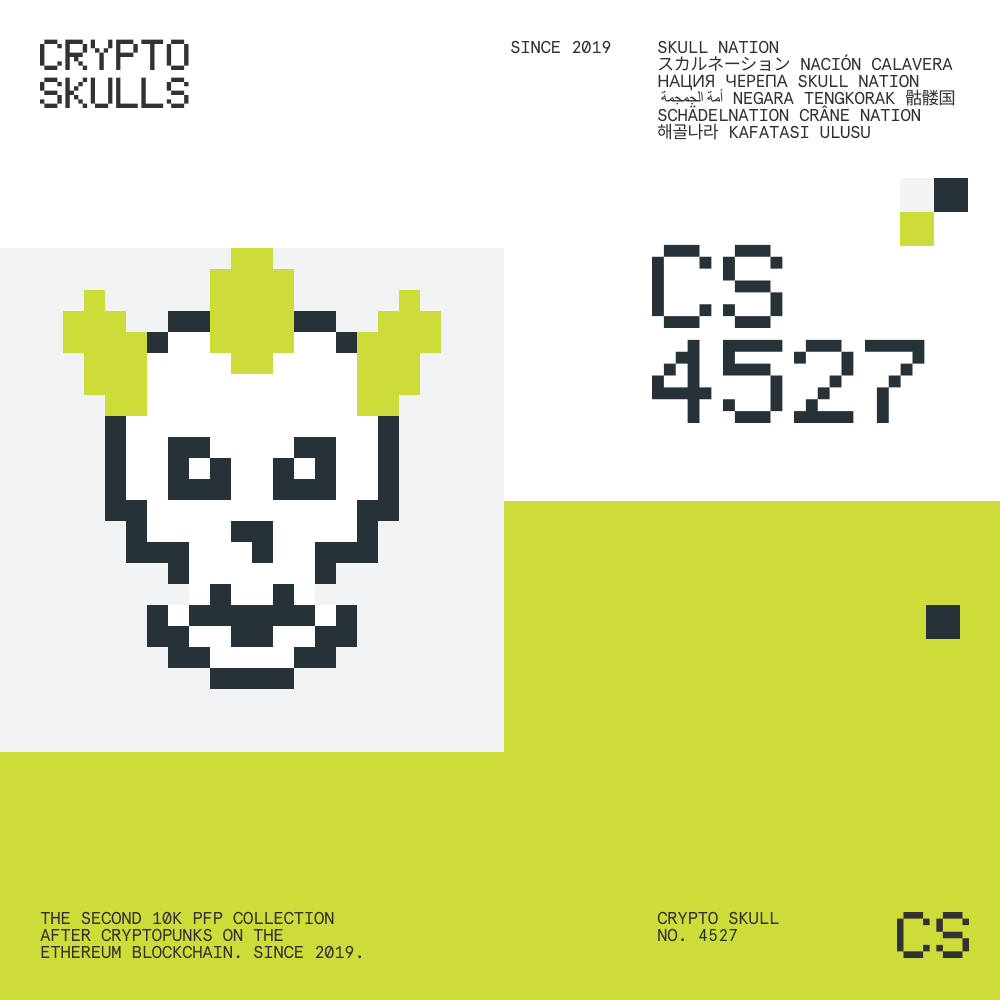 CRYPTO
SKULLS
SINCE 2019
SKULL NATION
スカルネーション NACIÓN CALAVERA
НАЦИЯ ЧЕРЕПА SKULL NATION
أمة الجمجمة NEGARA TENGKORAK 骷髅国
SCHÄDELNATION CRÂNE NATION
해골나라 KAFATASI ULUSU
CS
4527
THE SECOND 10K PFP COLLECTION
AFTER CRYPTOPUNKS ON THE
ETHEREUM BLOCKCHAIN. SINCE 2019.
CRYPTO SKULL
NO. 4527
CS